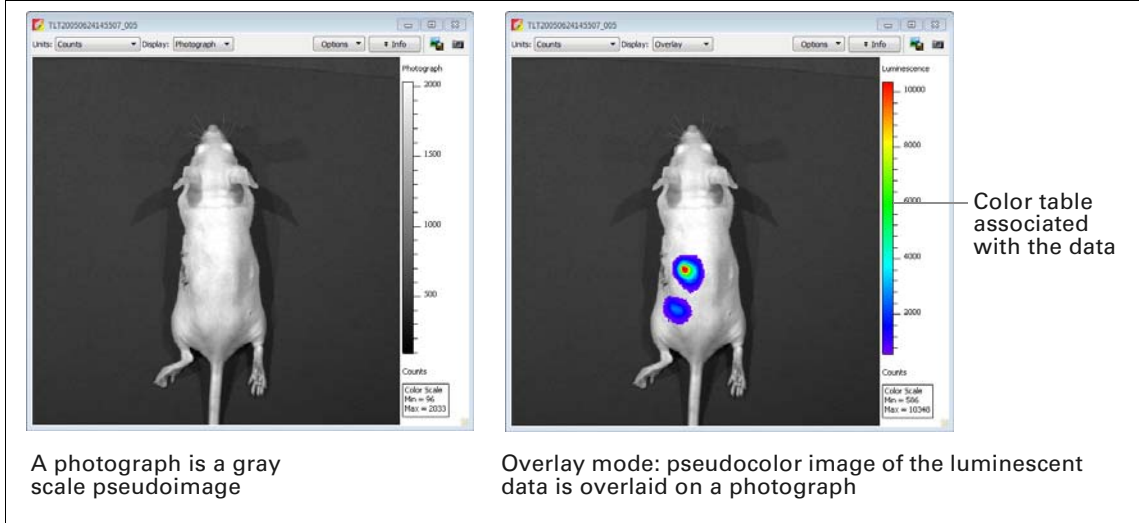 TLT20050624145507_005
Units: Counts Display: Photograph Options Info
Photograph
2000
1500
1000
500
Counts
Color Scale
Min = 96
Max = 2033
A photograph is a gray
scale pseudoimage
TLT20050624145507_005
Units: Counts Display: Overlay Options Info
Luminescence
10000
8000
6000
4000
2000
Counts
Color Scale
Min = 506
Max = 10348
Color table
associated
with the data
Overlay mode: pseudocolor image of the luminescent
data is overlaid on a photograph